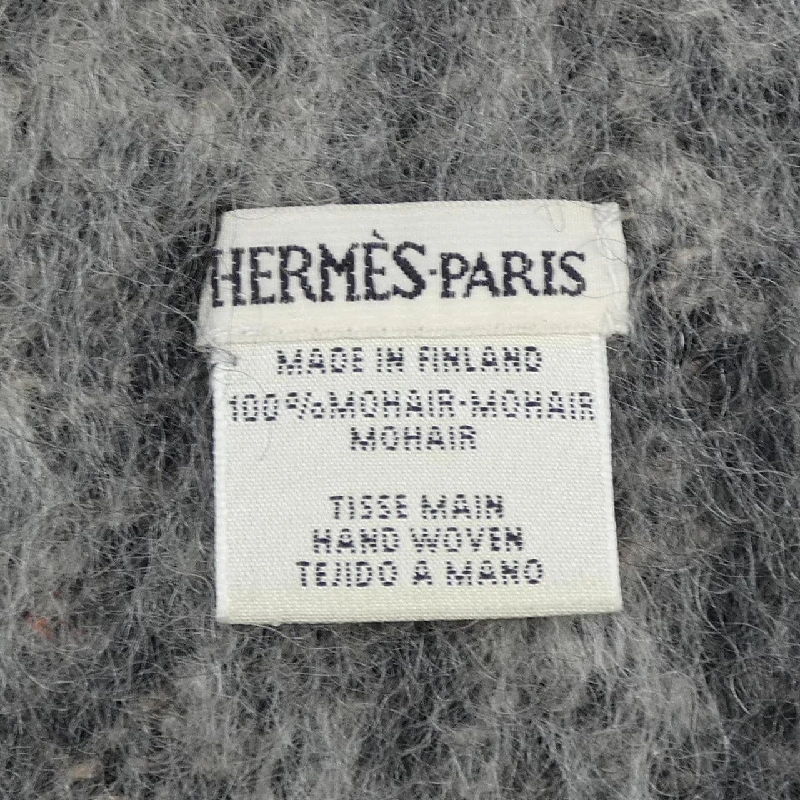 HERMÈS-PARIS
MADE IN FINLAND
100%MOHAIR-MOHAIR
MOHAIR
TISSE MAIN
HAND WOVEN
TEJIDO A MANO